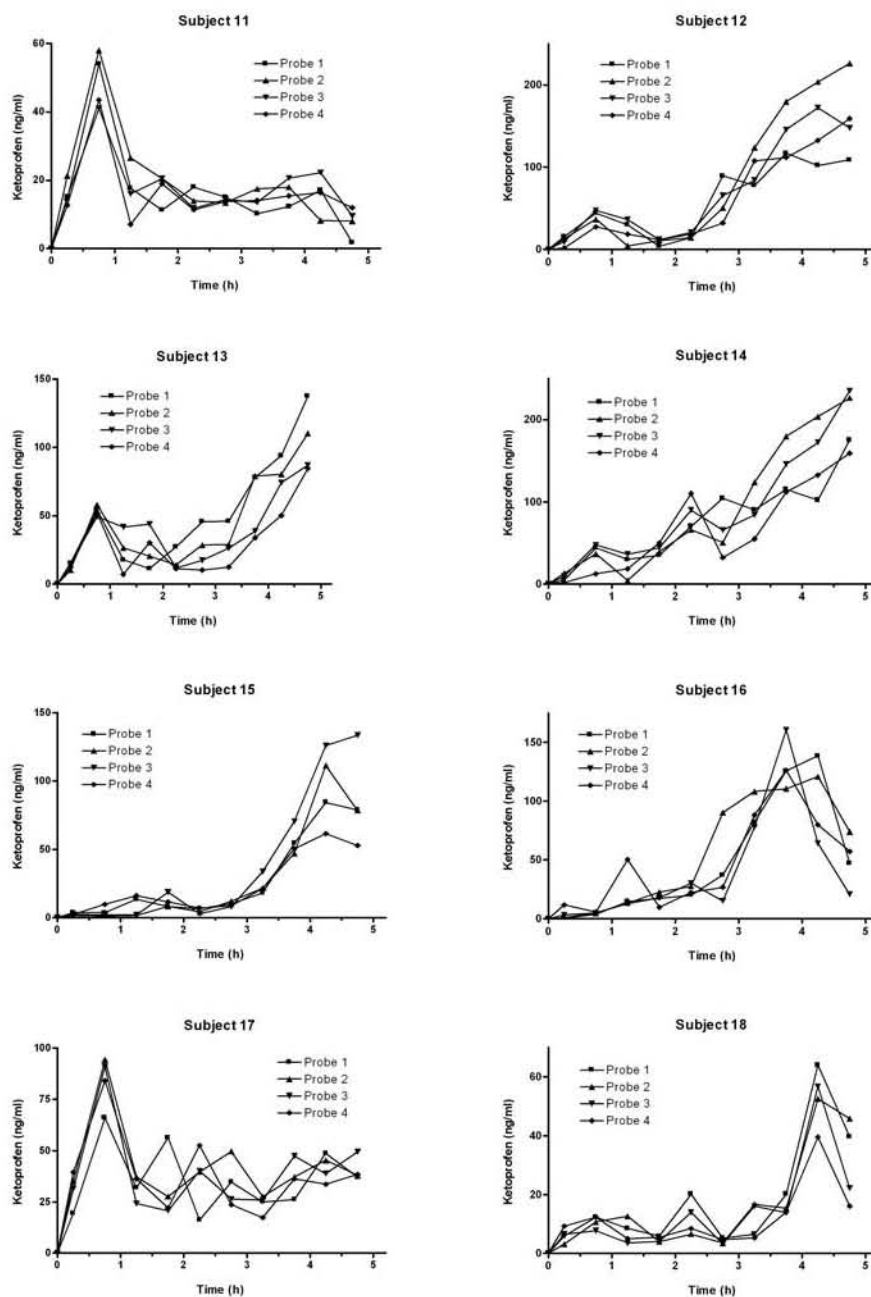 Subject 11
Ketoprofen (ng/ml)
60
40
20
0
Probe 1
Probe 2
Probe 3
Probe 4
0 1 2 3 4 5
Time (h)
Subject 12
Ketoprofen (ng/ml)
200
100
0
Probe 1
Probe 2
Probe 3
Probe 4
0 1 2 3 4 5
Time (h)
Subject 13
Ketoprofen (ng/ml)
150
100
50
0
Probe 1
Probe 2
Probe 3
Probe 4
0 1 2 3 4 5
Time (h)
Subject 14
Ketoprofen (ng/ml)
200
100
0
Probe 1
Probe 2
Probe 3
Probe 4
0 1 2 3 4 5
Time (h)
Subject 15
Ketoprofen (ng/ml)
150
100
50
0
Probe 1
Probe 2
Probe 3
Probe 4
0 1 2 3 4 5
Time (h)
Subject 16
Ketoprofen (ng/ml)
150
100
50
0
Probe 1
Probe 2
Probe 3
Probe 4
0 1 2 3 4 5
Time (h)
Subject 17
Ketoprofen (ng/ml)
100
75
50
25
0
Probe 1
Probe 2
Probe 3
Probe 4
0 1 2 3 4 5
Time (h)
Subject 18
Ketoprofen (ng/ml)
60
40
20
0
Probe 1
Probe 2
Probe 3
Probe 4
0 1 2 3 4 5
Time (h)